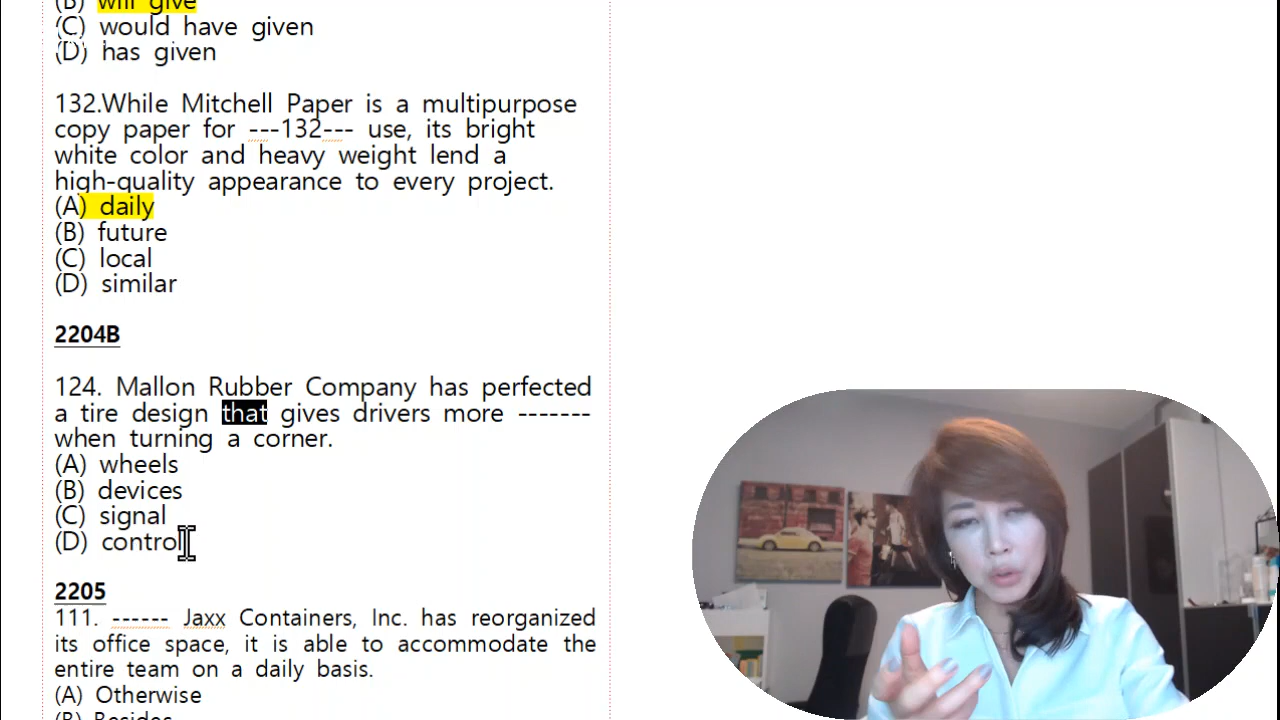 (B) will give
(C) would have given
(D) has given
132.While Mitchell Paper is a multipurpose
copy paper for ---132--- use, its bright
white color and heavy weight lend a
high-quality appearance to every project.
(A) daily
(B) future
(C) local
(D) similar
2204B
124. Mallon Rubber Company has perfected
a tire design that gives drivers more -------
when turning a corner.
(A) wheels
(B) devices
(C) signal
(D) control
2205
111. ------ Jaxx Containers, Inc. has reorganized
its office space, it is able to accommodate the
entire team on a daily basis.
(A) Otherwise
(B) Besides